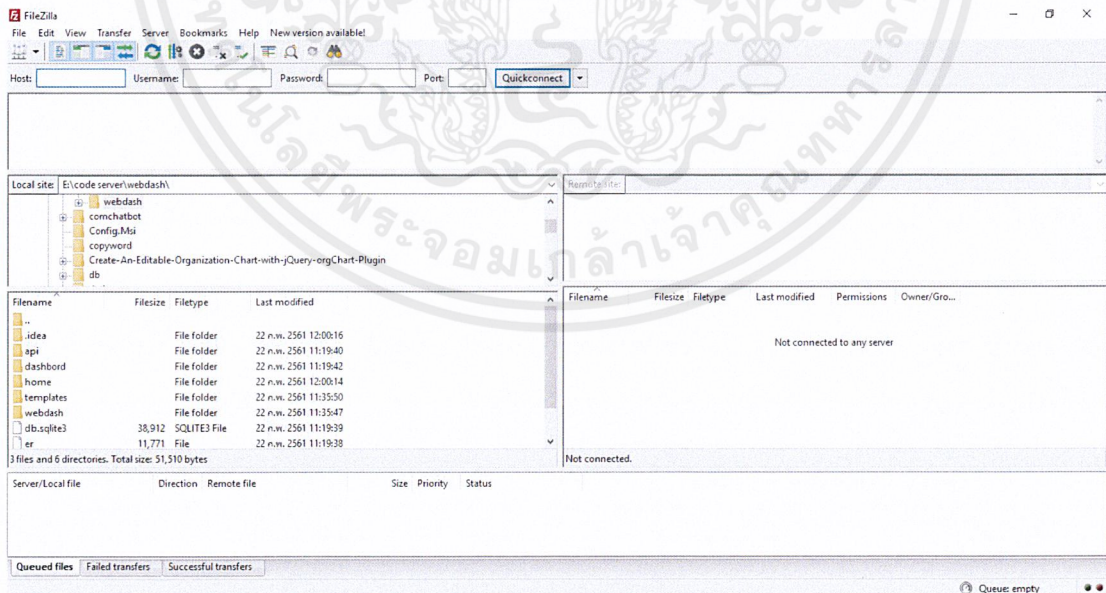 FileZilla
File Edit View Transfer Server Bookmarks Help New version available!
Host: Username: Password: Port: Quickconnect
Local site: E:\code server\webdash\
Remote site:
webdash
comchatbot
Config.Msi
copyword
Create-An-Editable-Organization-Chart-with-jQuery-orgChart-Plugin
db
Filename Filesize Filetype Last modified
..
.idea File folder 22 ก.พ. 2561 12:00:16
api File folder 22 ก.พ. 2561 11:19:40
dashbord File folder 22 ก.พ. 2561 11:19:42
home File folder 22 ก.พ. 2561 12:00:14
templates File folder 22 ก.พ. 2561 11:35:50
webdash File folder 22 ก.พ. 2561 11:35:47
db.sqlite3 38,912 SQLITE3 File 22 ก.พ. 2561 11:19:39
er 11,771 File 22 ก.พ. 2561 11:19:38
3 files and 6 directories. Total size: 51,510 bytes
Filename Filesize Filetype Last modified Permissions Owner/Gro...
Not connected to any server
Not connected.
Server/Local file Direction Remote file Size Priority Status
Queued files Failed transfers Successful transfers
Queue: empty